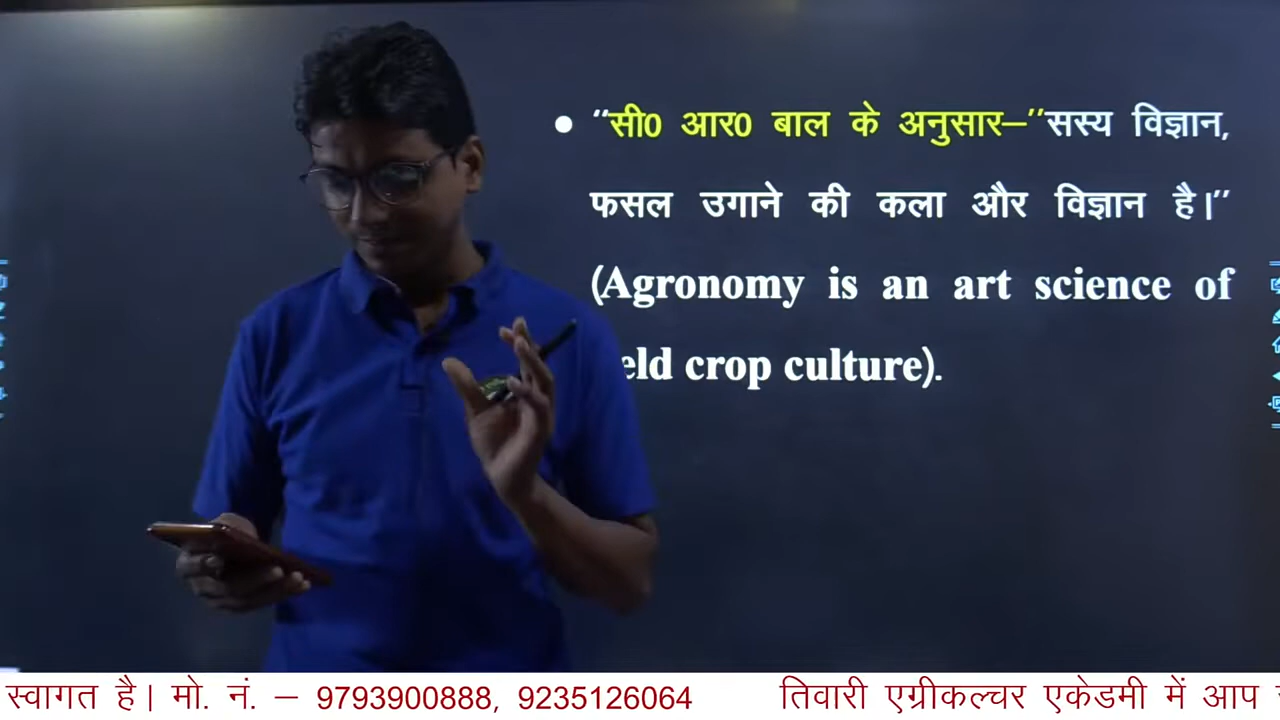 • “सी0 आर0 बाल के अनुसार–”सस्य विज्ञान,
फसल उगाने की कला और विज्ञान है।”
(Agronomy is an art science of
eld crop culture).
स्वागत है। मो. नं. – 9793900888, 9235126064 तिवारी एग्रीकल्चर एकेडमी में आप